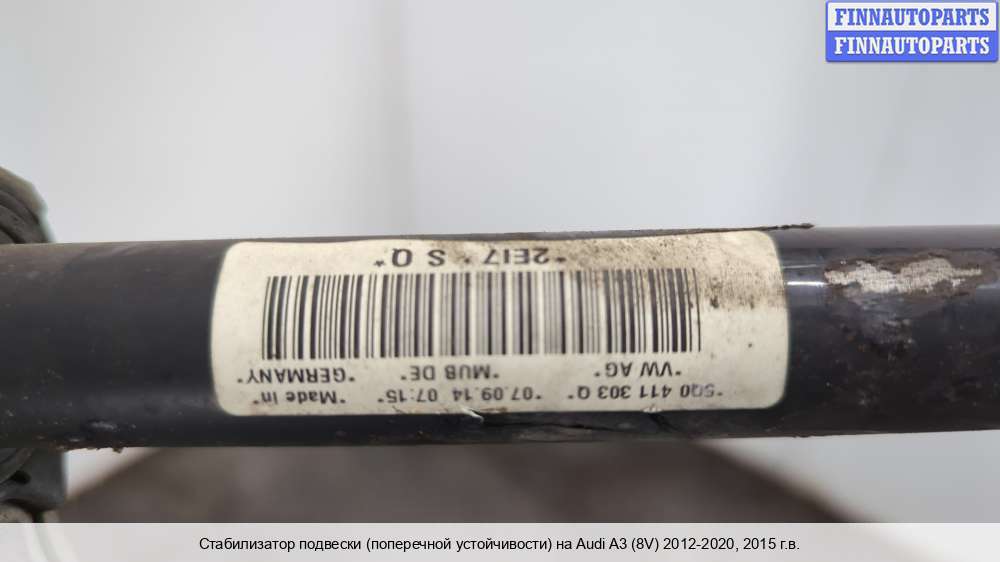 FINNAUTOPARTS
FINNAUTOPARTS
*5Q0 411 303 Q* *07.09.14 07:15* *Made in*
*VW AG* *MUB DE* *GERMANY*
*2EI7 * S Q*
Стабилизатор подвески (поперечной устойчивости) на Audi A3 (8V) 2012-2020, 2015 г.в.